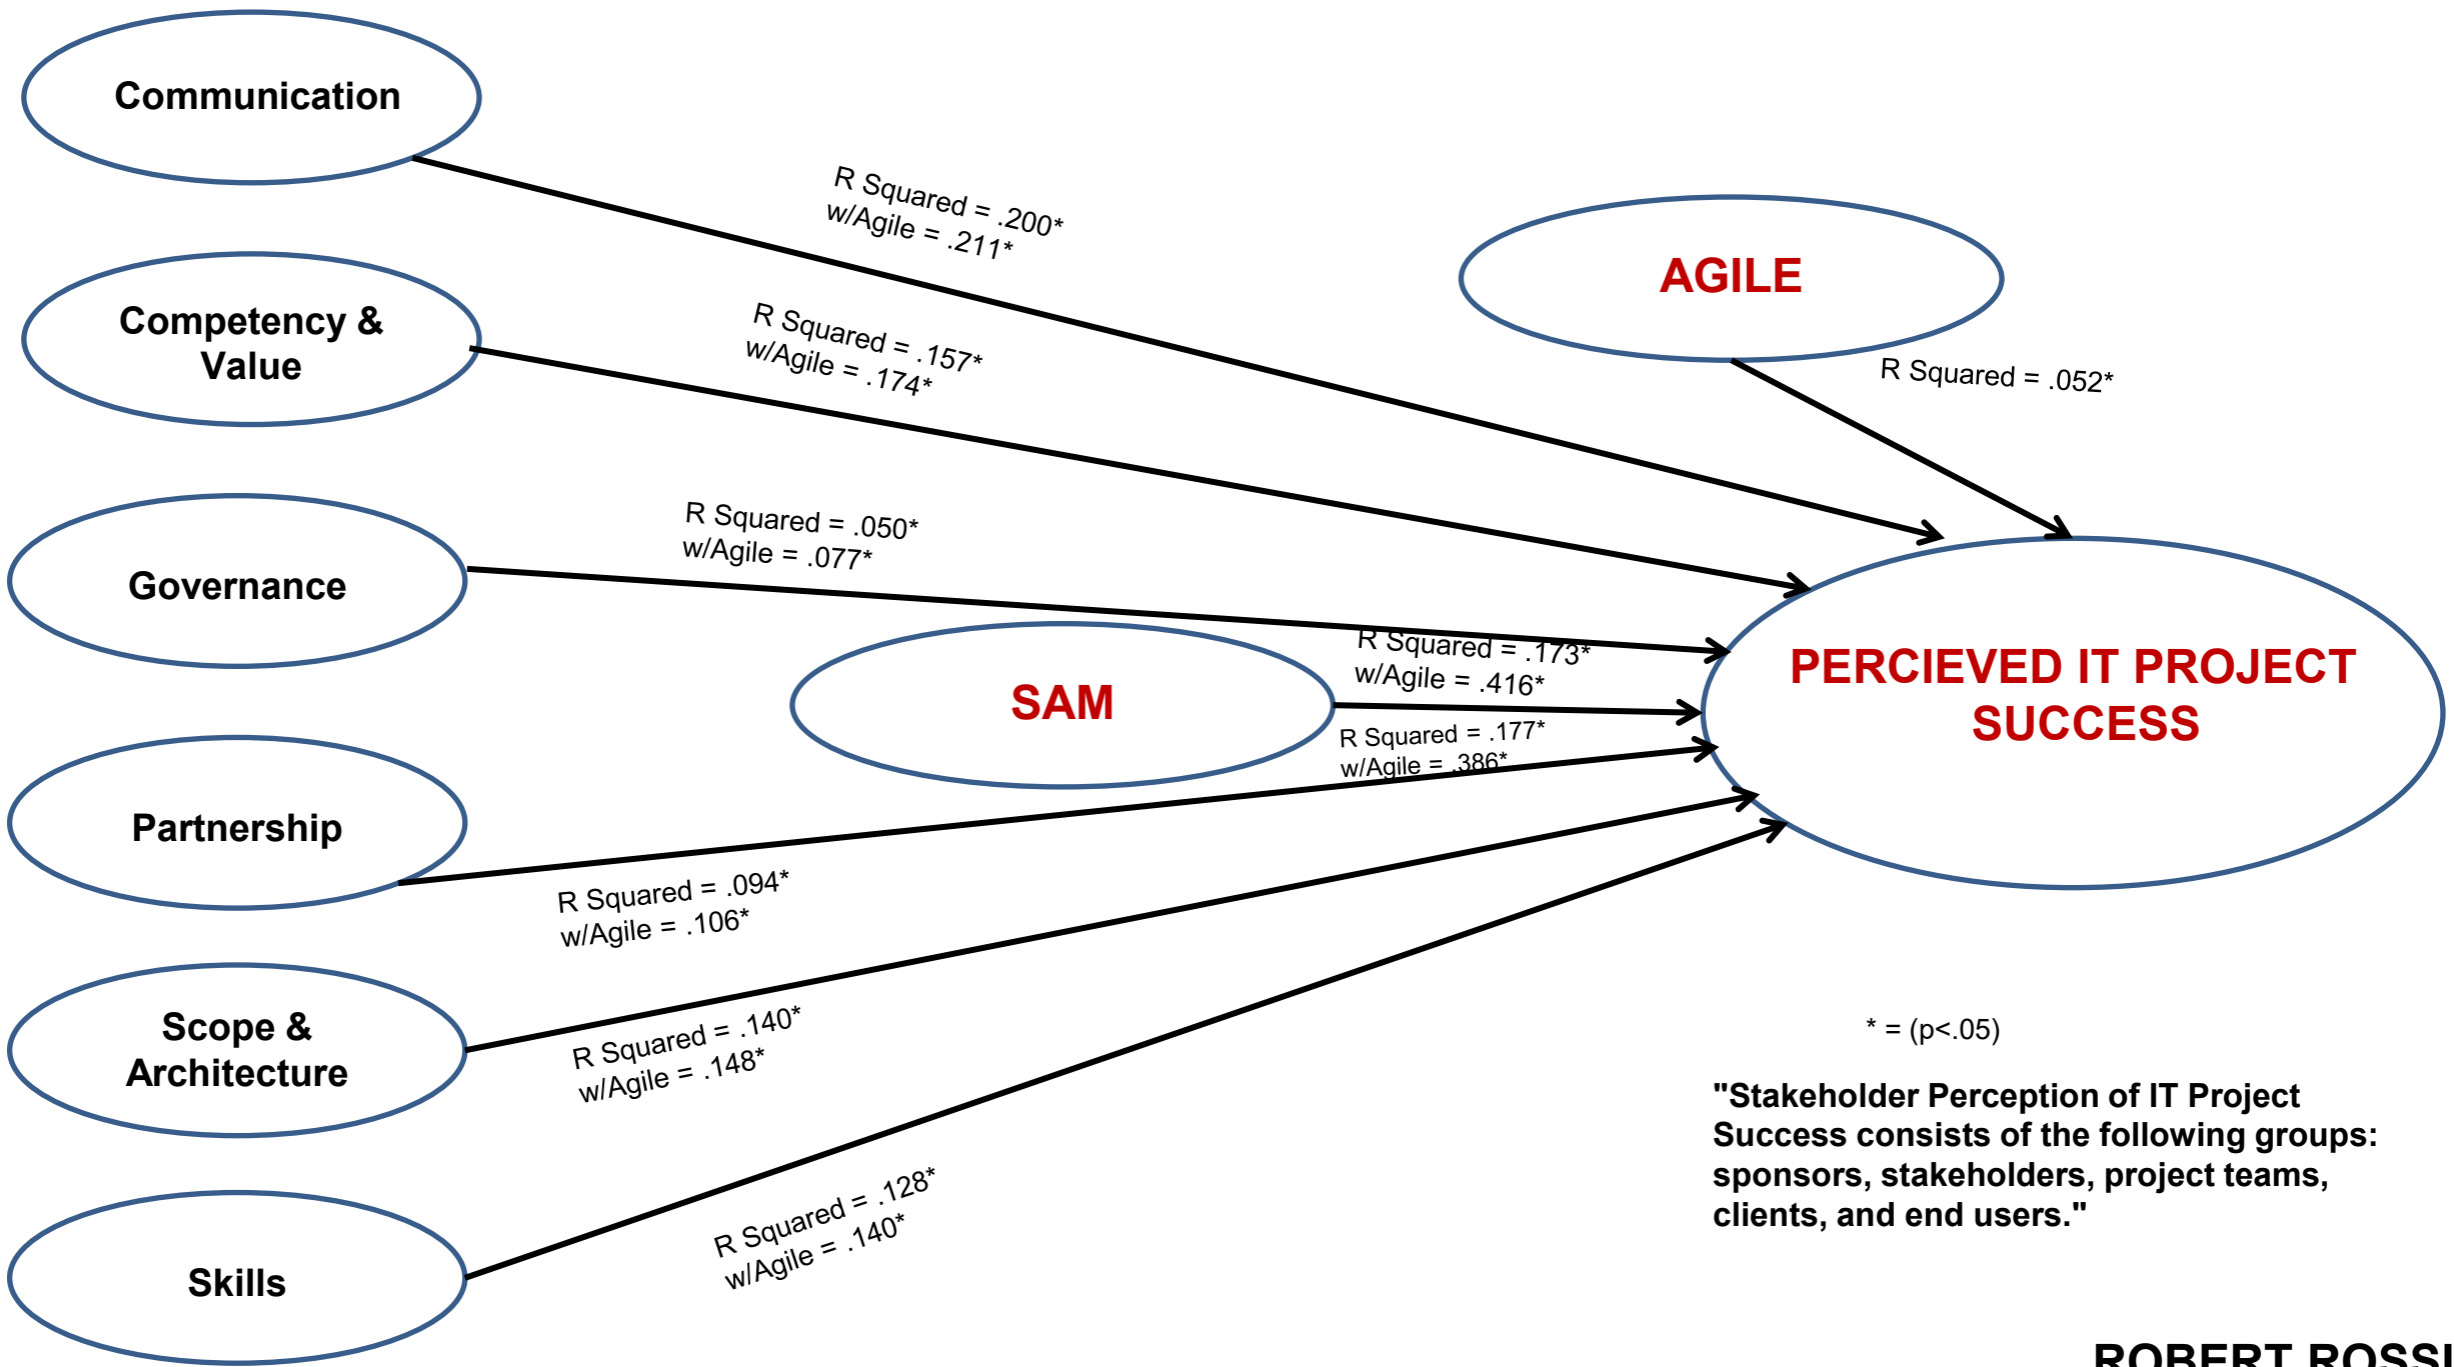 Communication
R Squared = .200*
w/Agile = .211*
AGILE
R Squared = .052*
Competency &
Value
R Squared = .157*
w/Agile = .174*
Governance
R Squared = .050*
w/Agile = .077*
SAM
R Squared = .173*
w/Agile = .416*
R Squared = .177*
w/Agile = .386*
PERCIEVED IT PROJECT
SUCCESS
Partnership
R Squared = .094*
w/Agile = .106*
Scope &
Architecture
R Squared = .140*
w/Agile = .148*
Skills
R Squared = .128*
w/Agile = .140*
* = (p<.05)
"Stakeholder Perception of IT Project
Success consists of the following groups:
sponsors, stakeholders, project teams,
clients, and end users."
ROBERT ROSSI